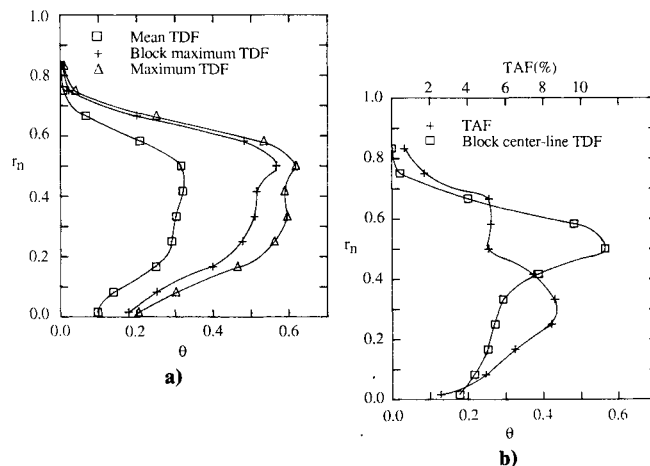 Mean TDF
Block maximum TDF
Maximum TDF
1.0
0.8
0.6
rn
0.4
0.2
0.0
0.0 0.2 0.4 0.6
θ
a)
TAF(%)
2 4 6 8 10
TAF
Block center-line TDF
1.0
0.8
0.6
rn
0.4
0.2
0.0
0.0 0.2 0.4 0.6
θ
b)